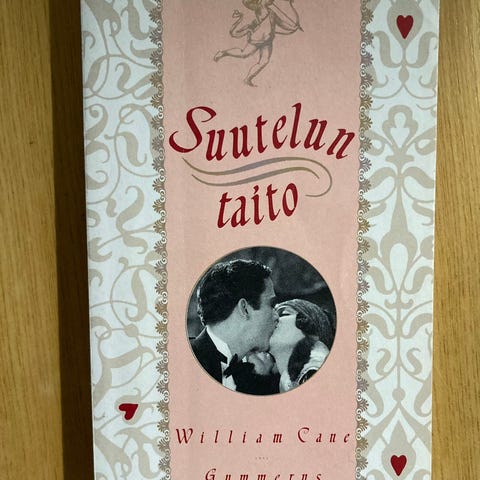 Suutelun
taito
William Cane
Gummerus